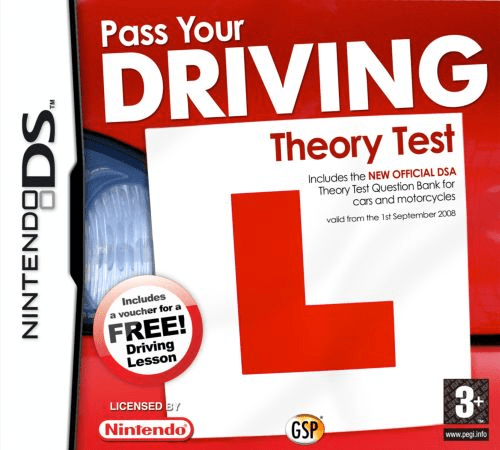 Pass Your
DRIVING
Theory Test
Includes the NEW OFFICIAL DSA
Theory Test Question Bank for
cars and motorcycles
valid from the 1st September 2008
L
NINTENDO DS™
Includes
a voucher for a
FREE!
Driving
Lesson
LICENSED BY
Nintendo®
GSP®
3+
www.pegi.info